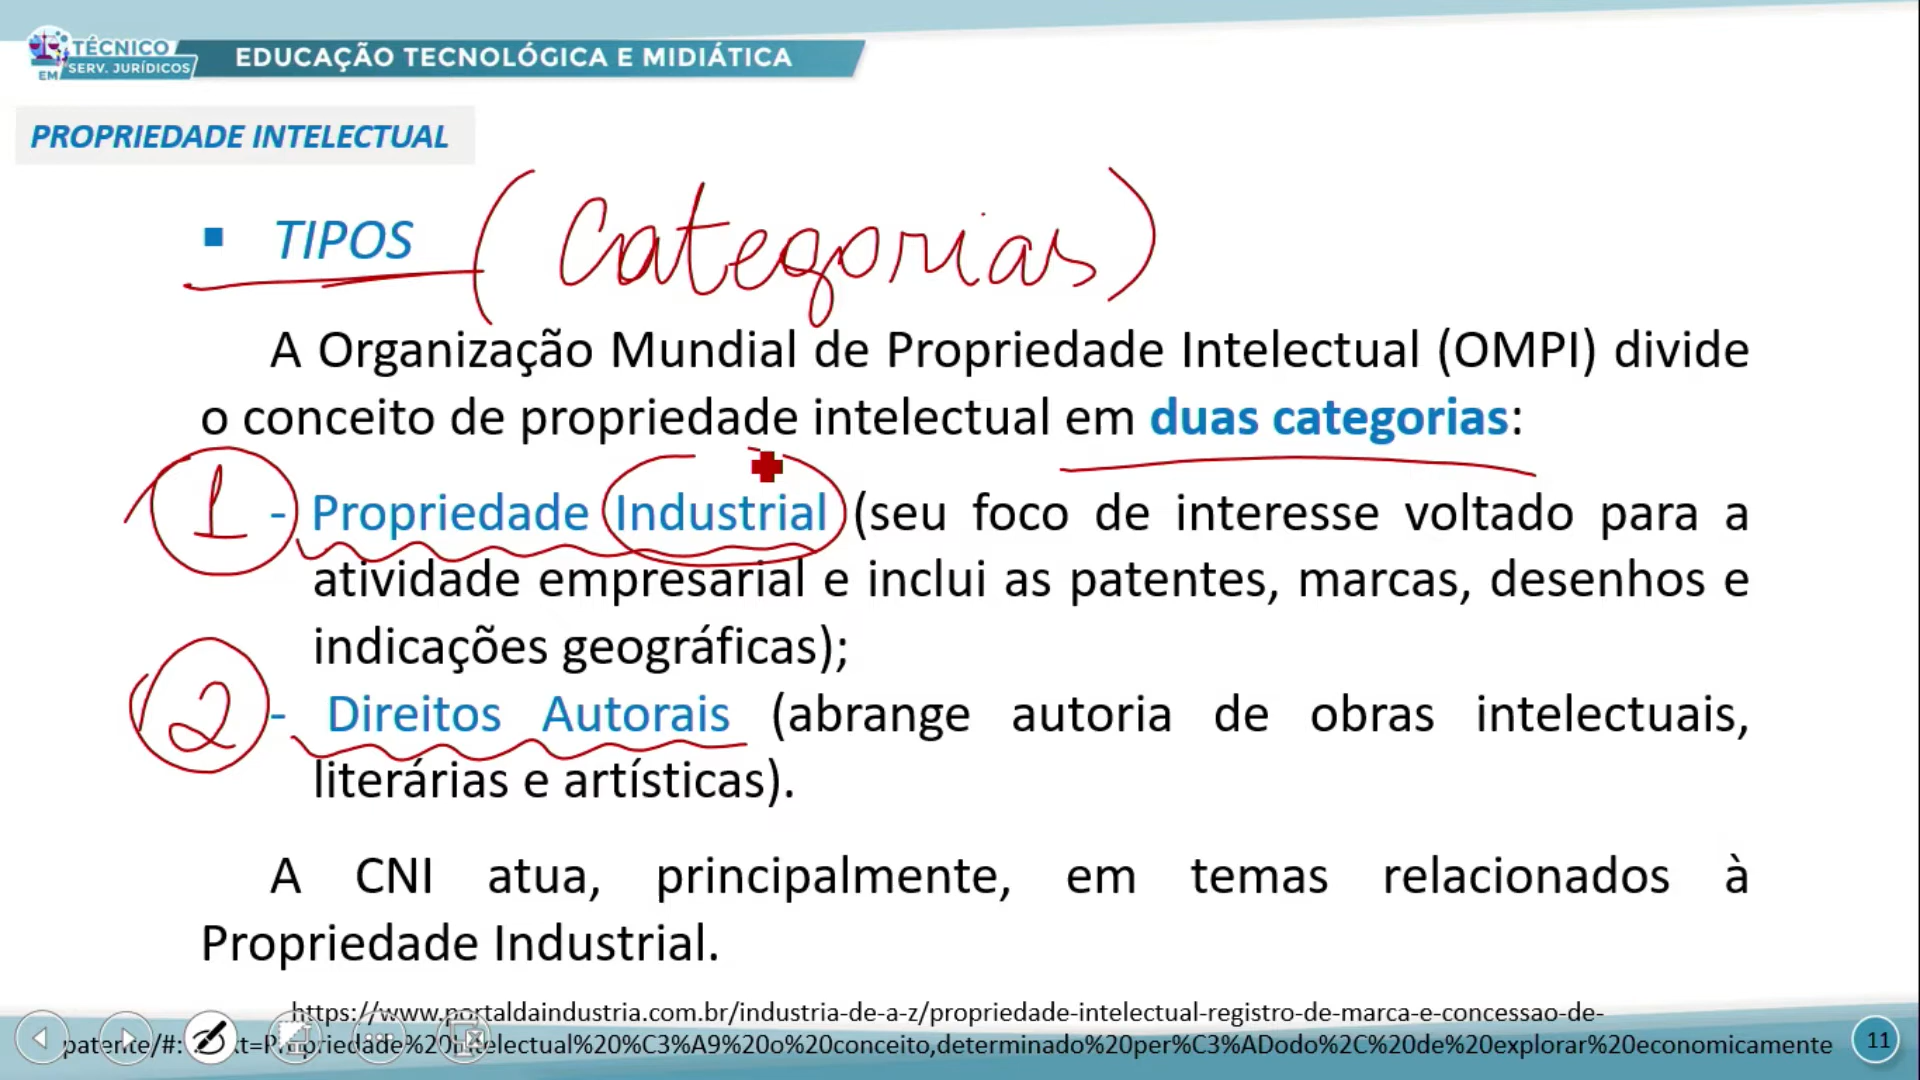 TÉCNICO
EM SERV. JURÍDICOS
EDUCAÇÃO TECNOLÓGICA E MIDIÁTICA
PROPRIEDADE INTELECTUAL
▪ TIPOS (Categorias)
A Organização Mundial de Propriedade Intelectual (OMPI) divide
o conceito de propriedade intelectual em duas categorias:
1 - Propriedade Industrial (seu foco de interesse voltado para a
atividade empresarial e inclui as patentes, marcas, desenhos e
indicações geográficas);
2 - Direitos Autorais (abrange autoria de obras intelectuais,
literárias e artísticas).
A CNI atua, principalmente, em temas relacionados à
Propriedade Industrial.
https://www.portaldaindustria.com.br/industria-de-a-z/propriedade-intelectual-registro-de-marca-e-concessao-de-
patente/#: t=Propriedade%20 electual%20%C3%A9%20o%20conceito,determinado%20per%C3%ADodo%2C%20de%20explorar%20economicamente
11